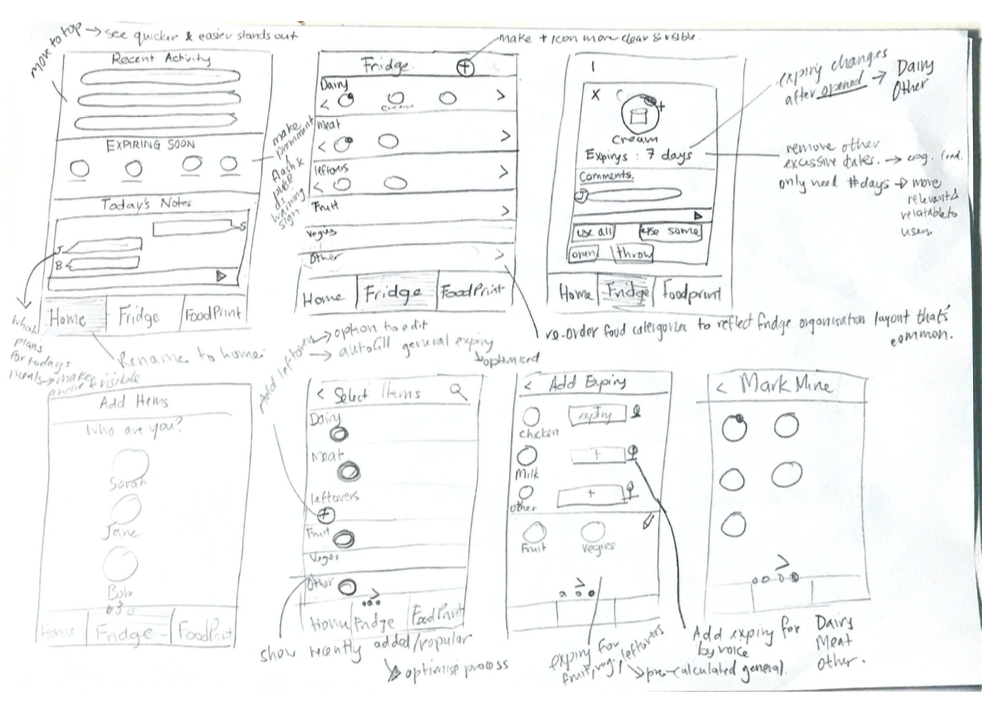 move to top → see quicker & easier stands out
Recent Activity
EXPIRING SOON
make prominent
flash & pulse
as warning
sign
Today's Notes
S
J
B
Home
Fridge
FoodPrint
what
plans
for todays
meals → make
visible
Rename to home.
make + icon more clear & visible.
Fridge
+
Dairy
<
Cream
>
meat
<
>
leftovers
<
>
Fruit
>
Vegies
Other
>
Home
Fridge
FoodPrint
x
+
cream
Expirys : 7 days
Comments.
J
use all
use some
open
throw
Home
Fridge
Foodprint
expiry changes
after opened → Dairy
Other
remove other
excessive dates. → cog. load.
only need #days → more
relevant &
relatable to
users.
re-order food categories to reflect fridge organisation layout that's
common.
Add leftovers → option to edit
→ autofill general expiry
→ optimised
Add Items
Who are you?
Sarah
Jane
Bob
Home
Fridge
FoodPrint
< Select Items
Dairy
Meat
leftovers
+
Fruit
Vegies
Other
>
Home
Fridge
FoodPrint
show recently added/popular
→ optimise process
< Add Expiry
Chicken
expiry
Milk
+
other
+
Fruit
Vegies
>
expiry for
fruit, veg, leftovers
→ pre-calculated general.
Add expiry for
by voice
Dairy
Meat
Other.
< Mark Mine
>